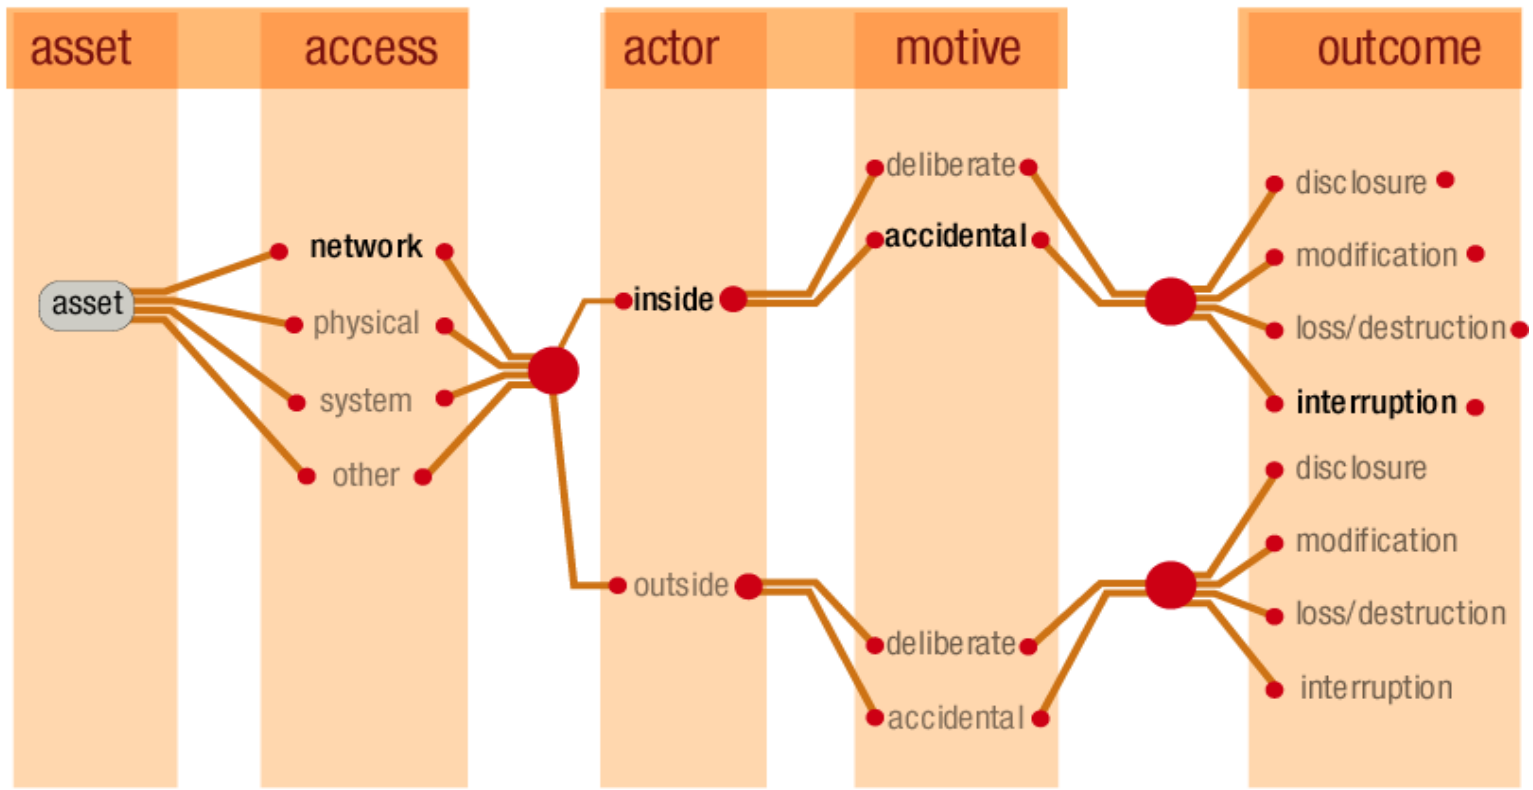 asset access actor motive outcome
asset
network
physical
system
other
inside
outside
deliberate
accidental
deliberate
accidental
disclosure
modification
loss/destruction
interruption
disclosure
modification
loss/destruction
interruption